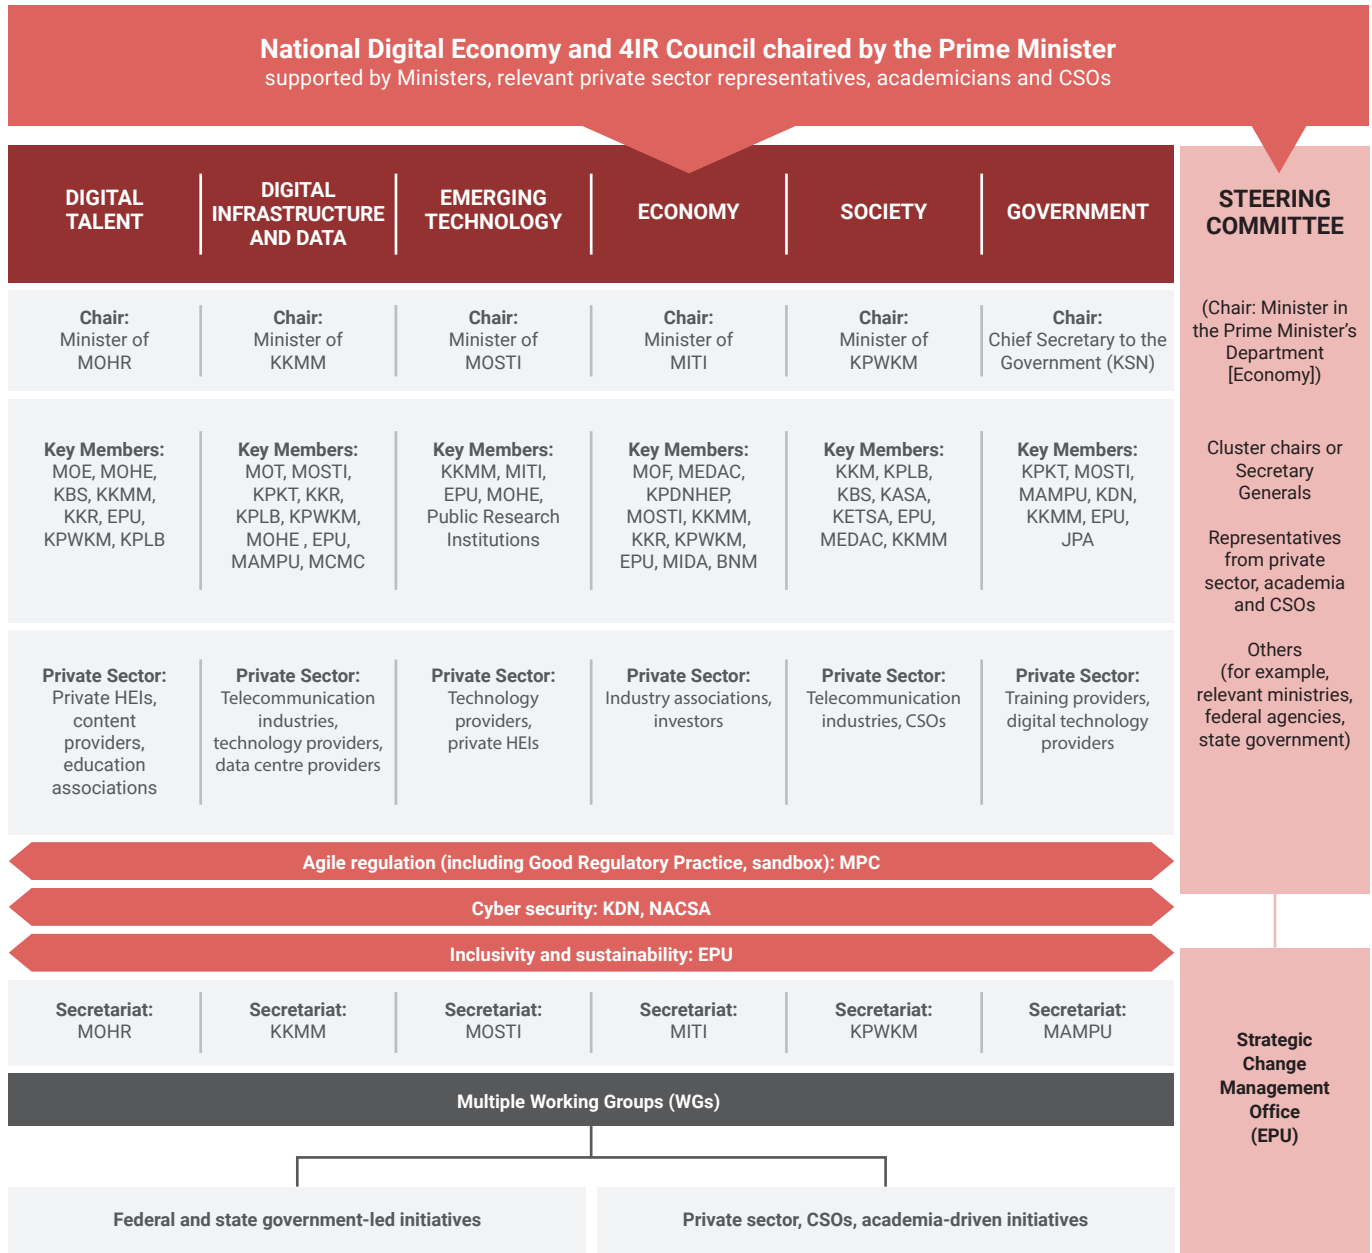 National Digital Economy and 4IR Council chaired by the Prime Minister
supported by Ministers, relevant private sector representatives, academicians and CSOs
DIGITAL
TALENT
DIGITAL
INFRASTRUCTURE
AND DATA
EMERGING
TECHNOLOGY
ECONOMY
SOCIETY
GOVERNMENT
STEERING
COMMITTEE
Chair:
Minister of
MOHR
Chair:
Minister of
KKMM
Chair:
Minister of
MOSTI
Chair:
Minister of
MITI
Chair:
Minister of
KPWKM
Chair:
Chief Secretary to the
Government (KSN)
(Chair: Minister in
the Prime Minister’s
Department
[Economy])
Key Members:
MOE, MOHE,
KBS, KKMM,
KKR, EPU,
KPWKM, KPLB
Key Members:
MOT, MOSTI,
KPKT, KKR,
KPLB, KPWKM,
MOHE , EPU,
MAMPU, MCMC
Key Members:
KKMM, MITI,
EPU, MOHE,
Public Research
Institutions
Key Members:
MOF, MEDAC,
KPDNHEP,
MOSTI, KKMM,
KKR, KPWKM,
EPU, MIDA, BNM
Key Members:
KKM, KPLB,
KBS, KASA,
KETSA, EPU,
MEDAC, KKMM
Key Members:
KPKT, MOSTI,
MAMPU, KDN,
KKMM, EPU,
JPA
Cluster chairs or
Secretary
Generals
Representatives
from private
sector, academia
and CSOs
Others
(for example,
relevant ministries,
federal agencies,
state government)
Private Sector:
Private HEIs,
content
providers,
education
associations
Private Sector:
Telecommunication
industries,
technology providers,
data centre providers
Private Sector:
Technology
providers,
private HEIs
Private Sector:
Industry associations,
investors
Private Sector:
Telecommunication
industries, CSOs
Private Sector:
Training providers,
digital technology
providers
Agile regulation (including Good Regulatory Practice, sandbox): MPC
Cyber security: KDN, NACSA
Inclusivity and sustainability: EPU
Secretariat:
MOHR
Secretariat:
KKMM
Secretariat:
MOSTI
Secretariat:
MITI
Secretariat:
KPWKM
Secretariat:
MAMPU
Strategic
Change
Management
Office
(EPU)
Multiple Working Groups (WGs)
Federal and state government-led initiatives
Private sector, CSOs, academia-driven initiatives